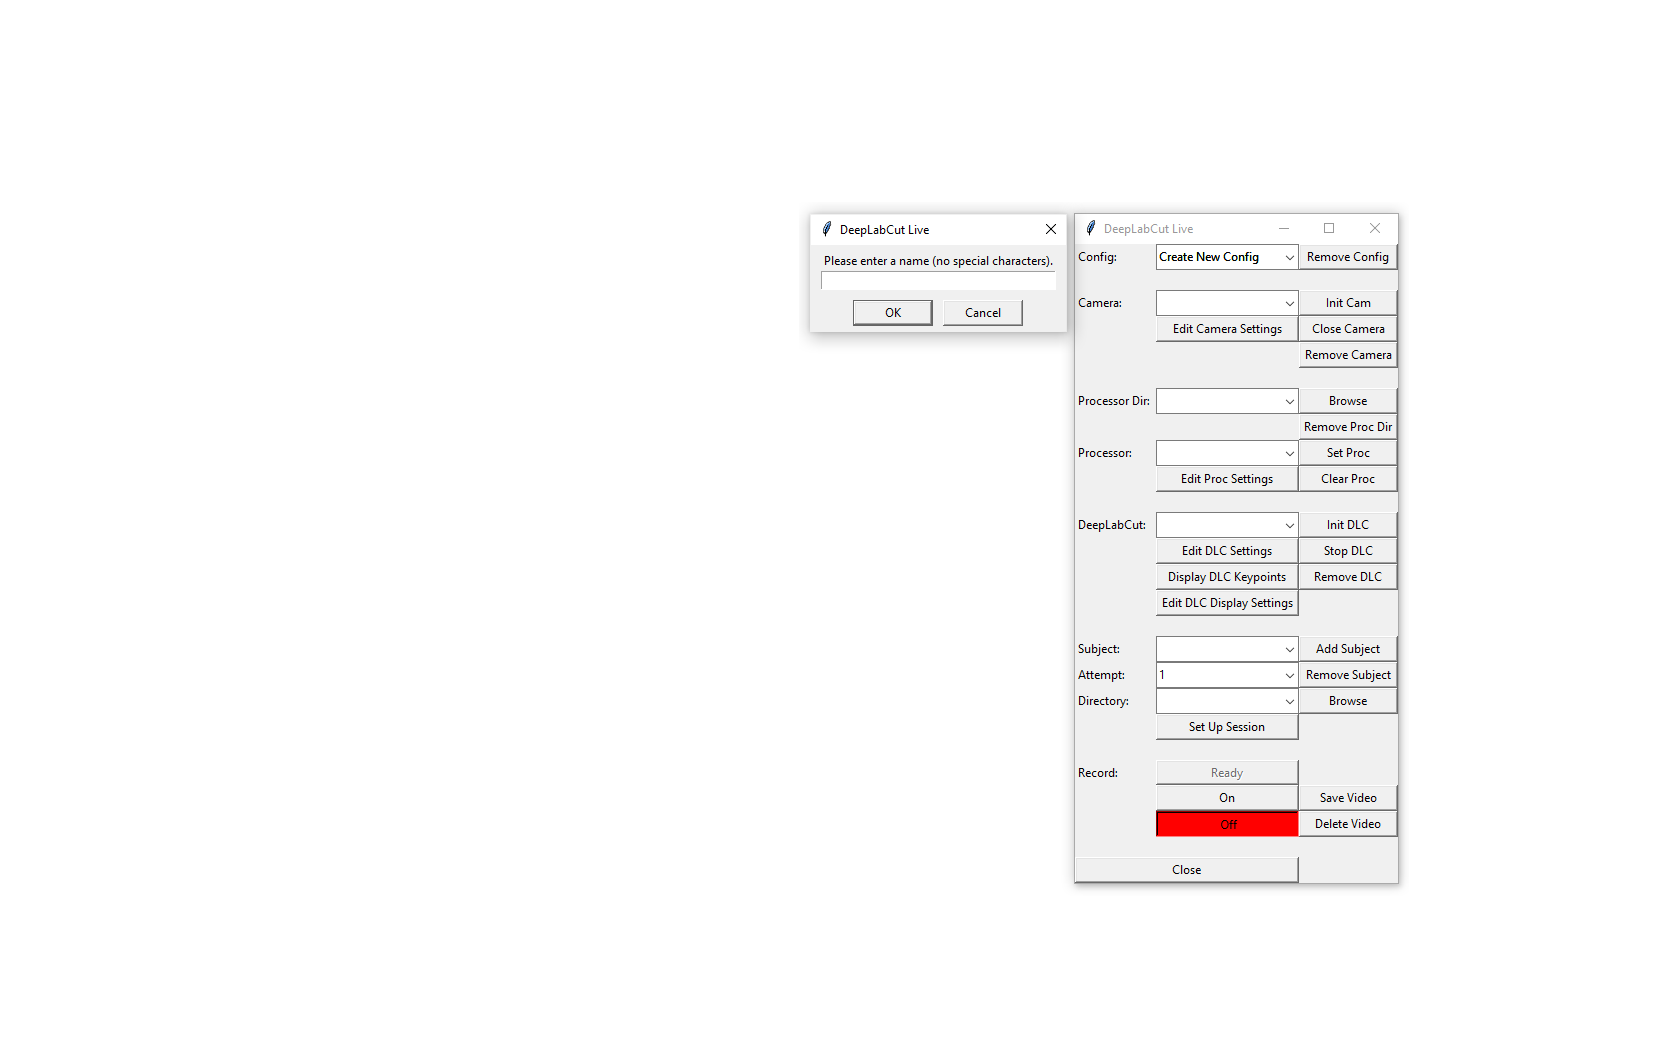 DeepLabCut Live
Please enter a name (no special characters).
OK Cancel
DeepLabCut Live
Config: Create New Config Remove Config
Camera: Init Cam
Edit Camera Settings Close Camera
Remove Camera
Processor Dir: Browse
Remove Proc Dir
Processor: Set Proc
Edit Proc Settings Clear Proc
DeepLabCut: Init DLC
Edit DLC Settings Stop DLC
Display DLC Keypoints Remove DLC
Edit DLC Display Settings
Subject: Add Subject
Attempt: 1 Remove Subject
Directory: Browse
Set Up Session
Record: Ready
On Save Video
Off Delete Video
Close